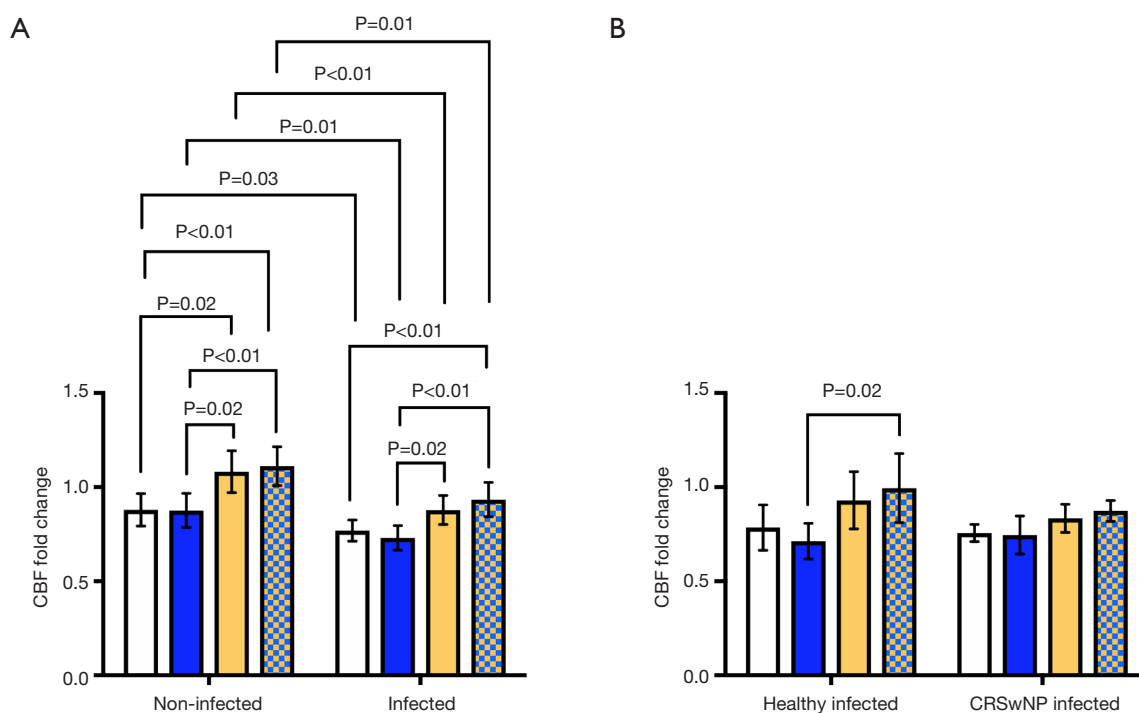 A
P=0.01
P<0.01
P=0.01
P=0.03
P<0.01
P=0.02
P<0.01
P<0.01
P<0.01
P=0.02
P=0.02
1.5
1.0
0.5
0.0
CBF fold change
Non-infected
Infected
B
P=0.02
1.5
1.0
0.5
0.0
CBF fold change
Healthy infected
CRSwNP infected